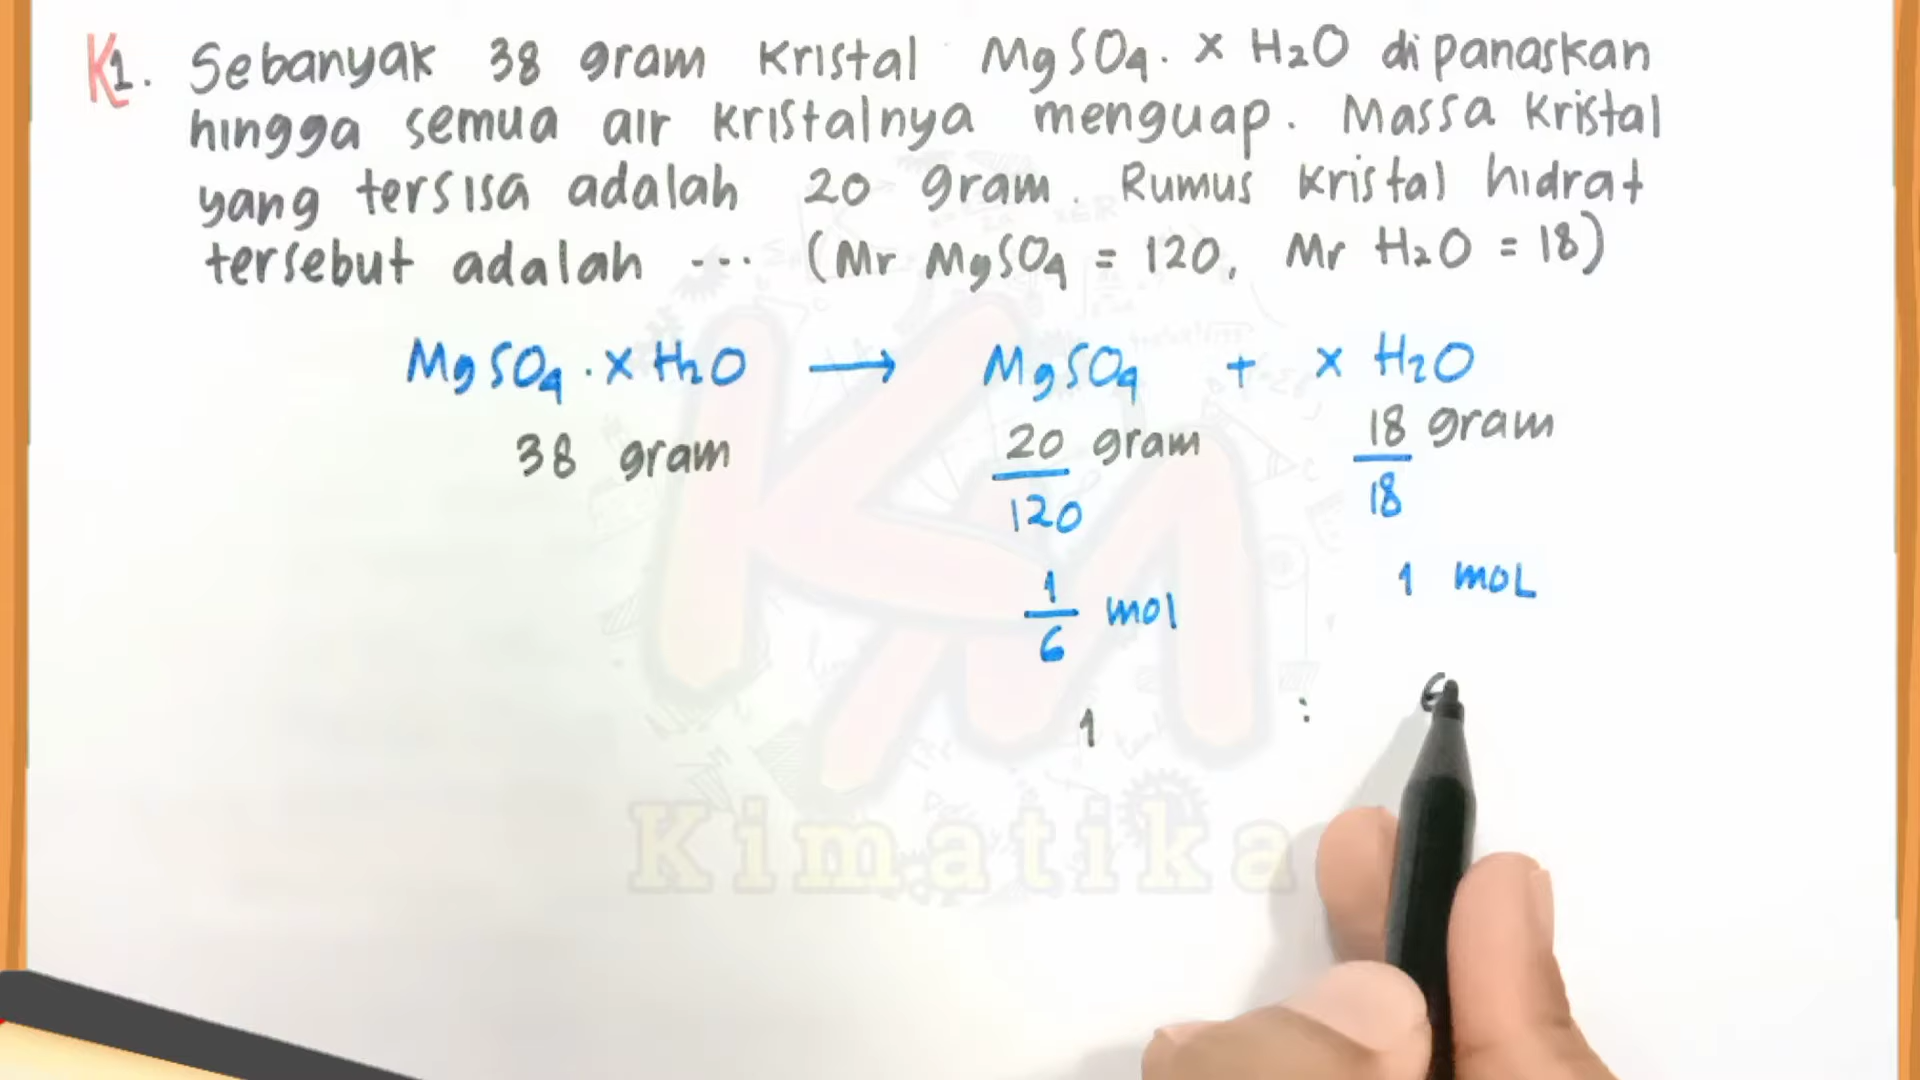 K1. Sebanyak 38 gram Kristal MgSO4 . x H2O dipanaskan
hingga semua air kristalnya menguap. Massa Kristal
yang tersisa adalah 20 gram. Rumus Kristal hidrat
tersebut adalah ... (Mr MgSO4 = 120, Mr H2O = 18)
MgSO4 . x H2O → MgSO4 + x H2O
38 gram 20 gram 18 gram
120 18
1 mol 1 mol
6
1 : 6
KM
Kimatika